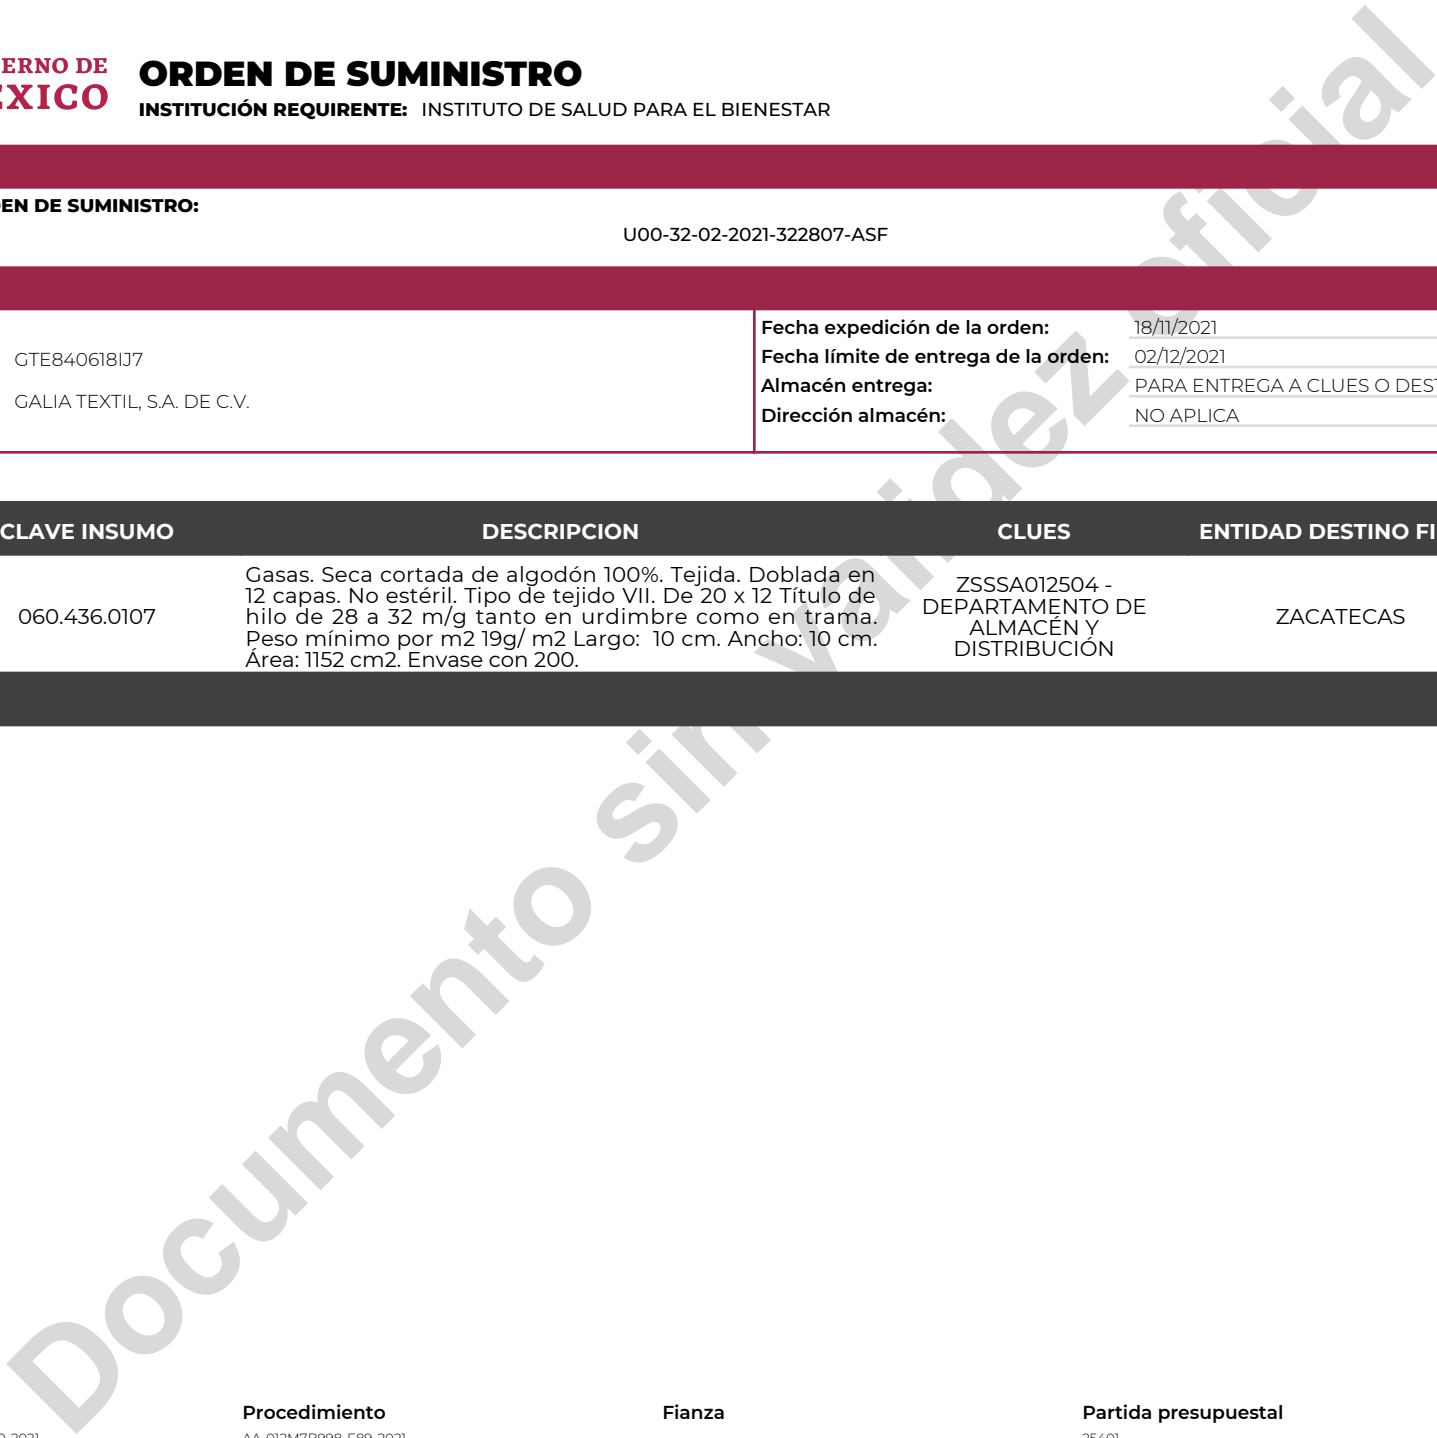 ERNO DE
ÉXICO
ORDEN DE SUMINISTRO
INSTITUCIÓN REQUIRENTE: INSTITUTO DE SALUD PARA EL BIENESTAR
EN DE SUMINISTRO:
U00-32-02-2021-322807-ASF
GTE840618IJ7
GALIA TEXTIL, S.A. DE C.V.
Fecha expedición de la orden: 18/11/2021
Fecha límite de entrega de la orden: 02/12/2021
Almacén entrega: PARA ENTREGA A CLUES O DEST
Dirección almacén: NO APLICA
CLAVE INSUMO DESCRIPCION CLUES ENTIDAD DESTINO FI
060.436.0107
Gasas. Seca cortada de algodón 100%. Tejida. Doblada en
12 capas. No estéril. Tipo de tejido VII. De 20 x 12 Título de
hilo de 28 a 32 m/g tanto en urdimbre como en trama.
Peso mínimo por m2 19g/ m2 Largo: 10 cm. Ancho: 10 cm.
Área: 1152 cm2. Envase con 200.
ZSSSA012504 -
DEPARTAMENTO DE
ALMACÉN Y
DISTRIBUCIÓN
ZACATECAS
Documento sin validez oficial
Procedimiento Fianza Partida presupuestal